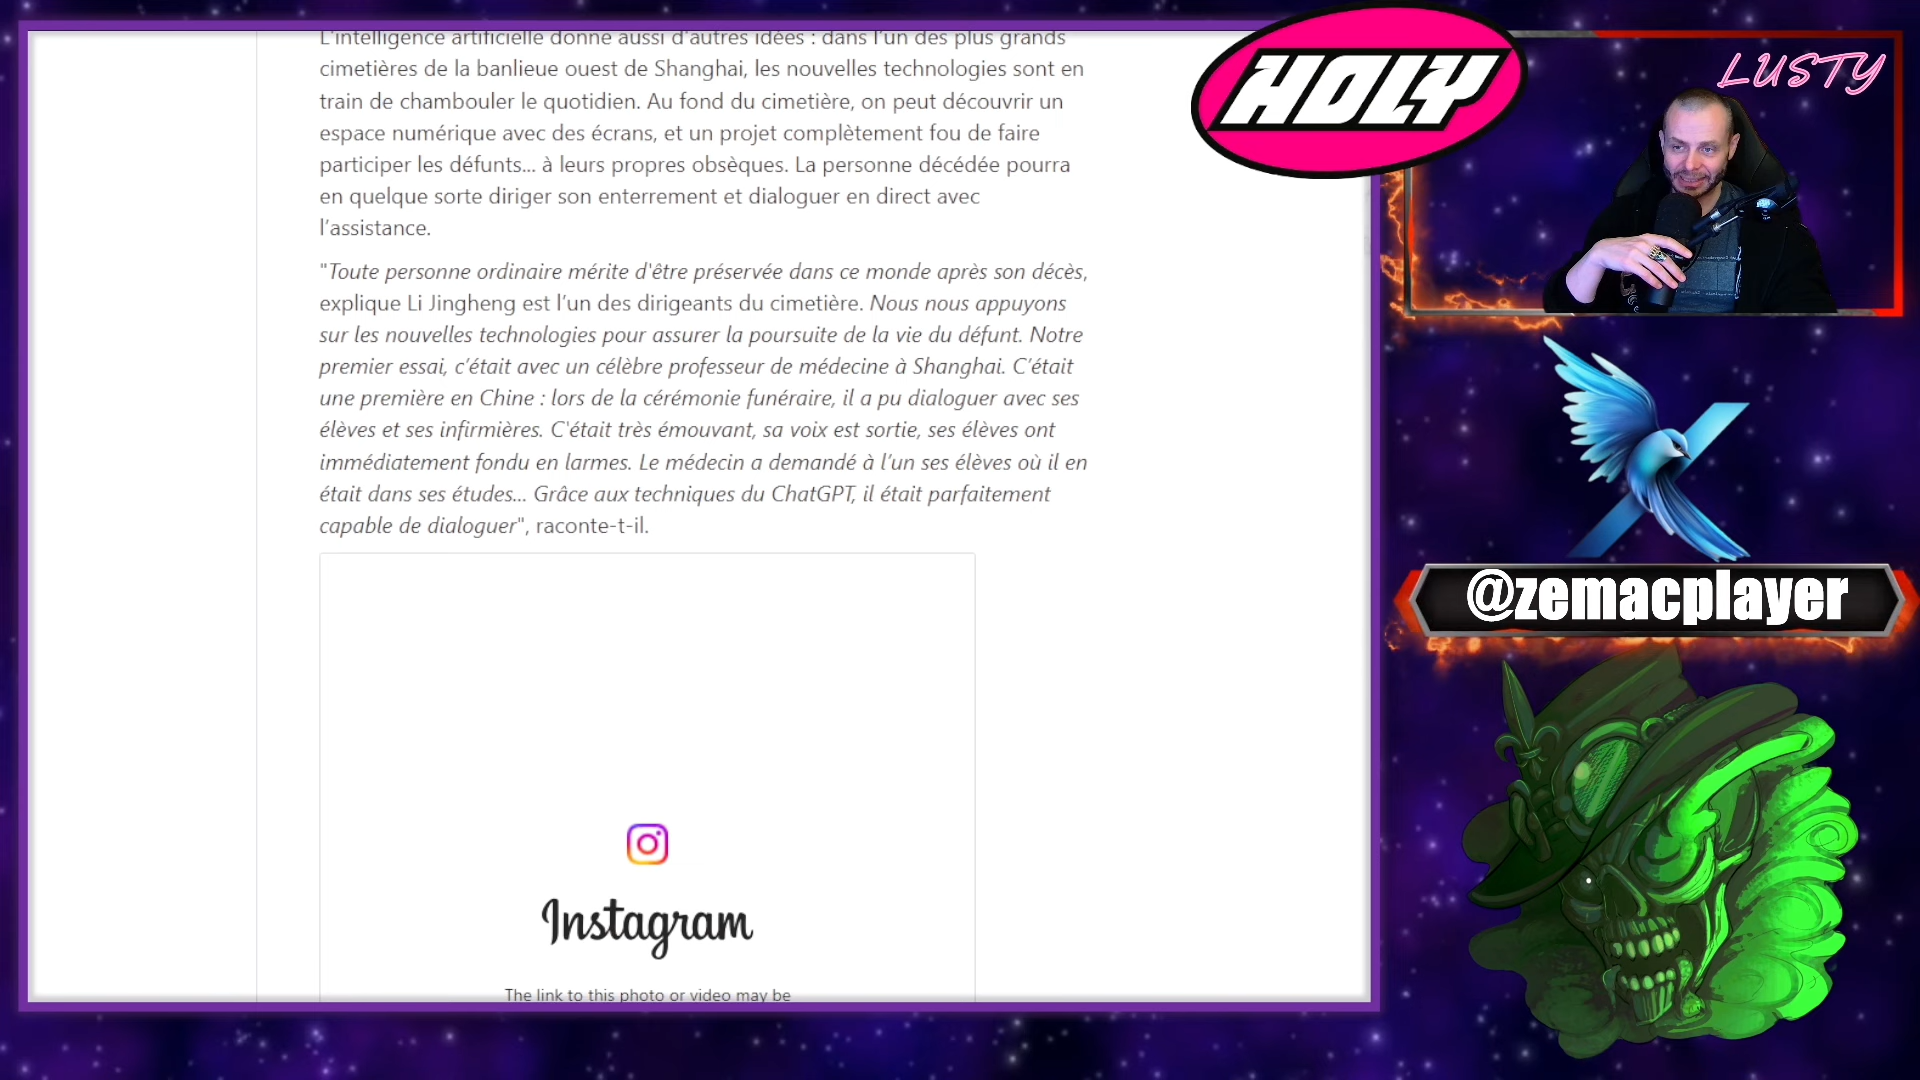 L'intelligence artificielle donne aussi d'autres idées : dans l'un des plus grands
cimetières de la banlieue ouest de Shanghai, les nouvelles technologies sont en
train de chambouler le quotidien. Au fond du cimetière, on peut découvrir un
espace numérique avec des écrans, et un projet complètement fou de faire
participer les défunts... à leurs propres obsèques. La personne décédée pourra
en quelque sorte diriger son enterrement et dialoguer en direct avec
l’assistance.
"Toute personne ordinaire mérite d'être préservée dans ce monde après son décès,
explique Li Jingheng est l’un des dirigeants du cimetière. Nous nous appuyons
sur les nouvelles technologies pour assurer la poursuite de la vie du défunt. Notre
premier essai, c’était avec un célèbre professeur de médecine à Shanghai. C’était
une première en Chine : lors de la cérémonie funéraire, il a pu dialoguer avec ses
élèves et ses infirmières. C'était très émouvant, sa voix est sortie, ses élèves ont
immédiatement fondu en larmes. Le médecin a demandé à l’un ses élèves où il en
était dans ses études... Grâce aux techniques du ChatGPT, il était parfaitement
capable de dialoguer", raconte-t-il.
Instagram
The link to this photo or video may be
HOLY
LUSTY
@zemacplayer